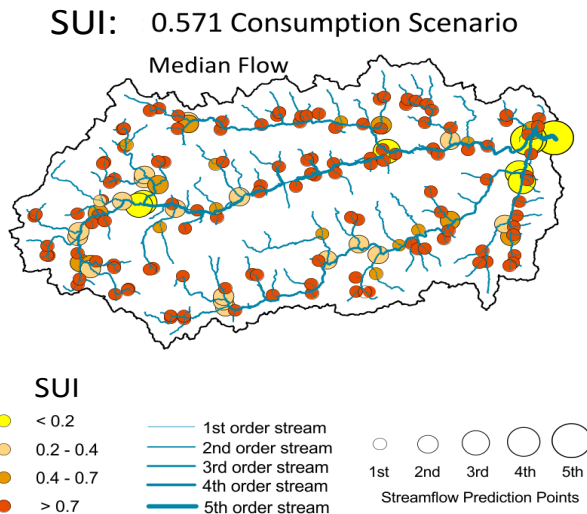 SUI: 0.571 Consumption Scenario
Median Flow
SUI
< 0.2
0.2 - 0.4
0.4 - 0.7
> 0.7
1st order stream
2nd order stream
3rd order stream
4th order stream
5th order stream
1st 2nd 3rd 4th 5th
Streamflow Prediction Points